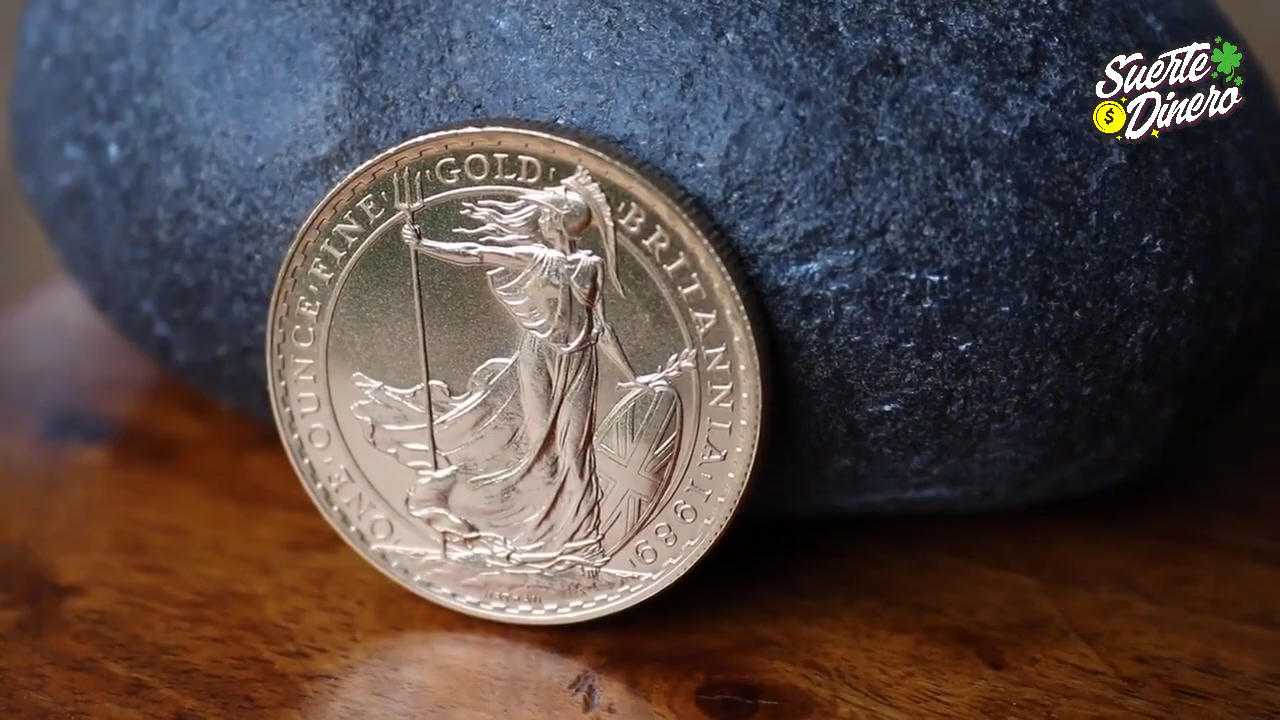 Suerte
Dinero
$
ONE · OUNCE · FINE · GOLD · BRITANNIA · 1989 ·